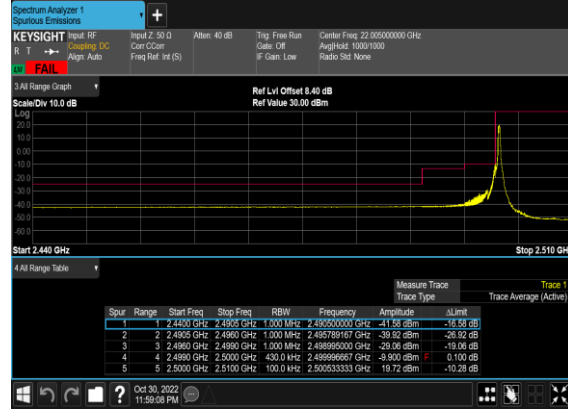 Spectrum Analyzer 1
Spurious Emissions
+
KEYSIGHT Input: RF Input Z: 50 Ω Atten: 40 dB Trig: Free Run Center Freq: 22.005000000 GHz
R T Coupling: DC Corr CCorr Gate: Off Avg|Hold: 1000/1000
Align: Auto Freq Ref: Int (S) IF Gain: Low Radio Std: None
FAIL
3 All Range Graph
Ref Lvl Offset 8.40 dB
Scale/Div 10.0 dB Ref Value 30.00 dBm
Log
20.0
10.0
0.00
-10.0
-20.0
-30.0
-40.0
-50.0
-60.0
Start 2.440 GHz Stop 2.510 GH
4 All Range Table
Measure Trace Trace 1
Trace Type Trace Average (Active)
Spur Range Start Freq Stop Freq RBW Frequency Amplitude ΔLimit
1 1 2.4400 GHz 2.4905 GHz 1.000 MHz 2.490500000 GHz -41.58 dBm -16.58 dB
2 2 2.4905 GHz 2.4960 GHz 1.000 MHz 2.495789167 GHz -39.92 dBm -26.92 dB
3 3 2.4960 GHz 2.4990 GHz 1.000 MHz 2.498995000 GHz -29.06 dBm -19.06 dB
4 4 2.4990 GHz 2.5000 GHz 430.0 kHz 2.499996667 GHz -9.900 dBm F 0.100 dB
5 5 2.5000 GHz 2.5100 GHz 100.0 kHz 2.500533333 GHz 19.72 dBm -10.28 dB
? Oct 30, 2022
11:59:08 PM